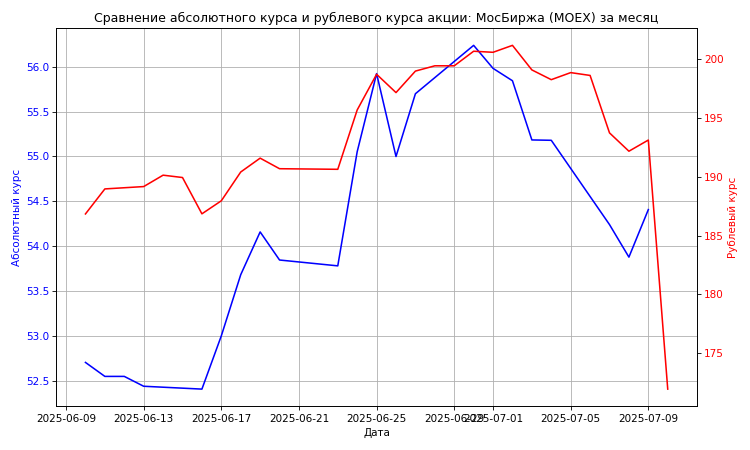 Сравнение абсолютного курса и рублевого курса акции: МосБиржа (MOEX) за месяц
56.0
55.5
55.0
54.5
54.0
53.5
53.0
52.5
Абсолютный курс
200
195
190
185
180
175
Рублевый курс
2025-06-09 2025-06-13 2025-06-17 2025-06-21 2025-06-25 2025-06-29 2025-07-01 2025-07-05 2025-07-09
Дата